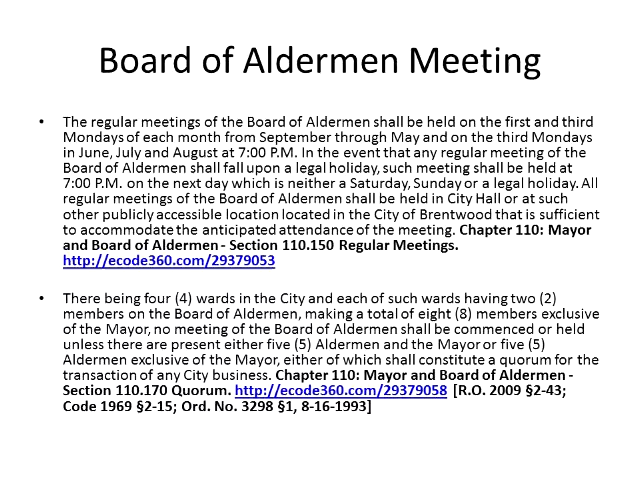 Board of Aldermen Meeting
• The regular meetings of the Board of Aldermen shall be held on the first and third
Mondays of each month from September through May and on the third Mondays
in June, July and August at 7:00 P.M. In the event that any regular meeting of the
Board of Aldermen shall fall upon a legal holiday, such meeting shall be held at
7:00 P.M. on the next day which is neither a Saturday, Sunday or a legal holiday. All
regular meetings of the Board of Aldermen shall be held in City Hall or at such
other publicly accessible location located in the City of Brentwood that is sufficient
to accommodate the anticipated attendance of the meeting. Chapter 110: Mayor
and Board of Aldermen - Section 110.150 Regular Meetings.
http://ecode360.com/29379053
• There being four (4) wards in the City and each of such wards having two (2)
members on the Board of Aldermen, making a total of eight (8) members exclusive
of the Mayor, no meeting of the Board of Aldermen shall be commenced or held
unless there are present either five (5) Aldermen and the Mayor or five (5)
Aldermen exclusive of the Mayor, either of which shall constitute a quorum for the
transaction of any City business. Chapter 110: Mayor and Board of Aldermen -
Section 110.170 Quorum. http://ecode360.com/29379058 [R.O. 2009 §2-43;
Code 1969 §2-15; Ord. No. 3298 §1, 8-16-1993]